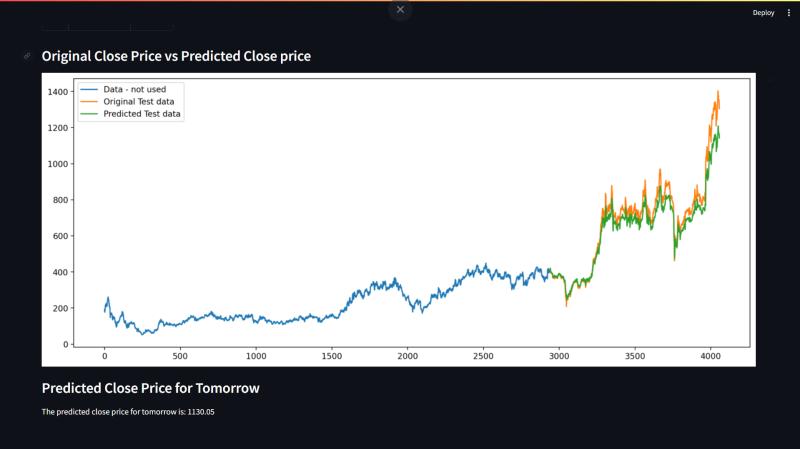 Deploy
Original Close Price vs Predicted Close price
Data - not used
Original Test data
Predicted Test data
1400
1200
1000
800
600
400
200
0
0 500 1000 1500 2000 2500 3000 3500 4000
Predicted Close Price for Tomorrow
The predicted close price for tomorrow is: 1130.05